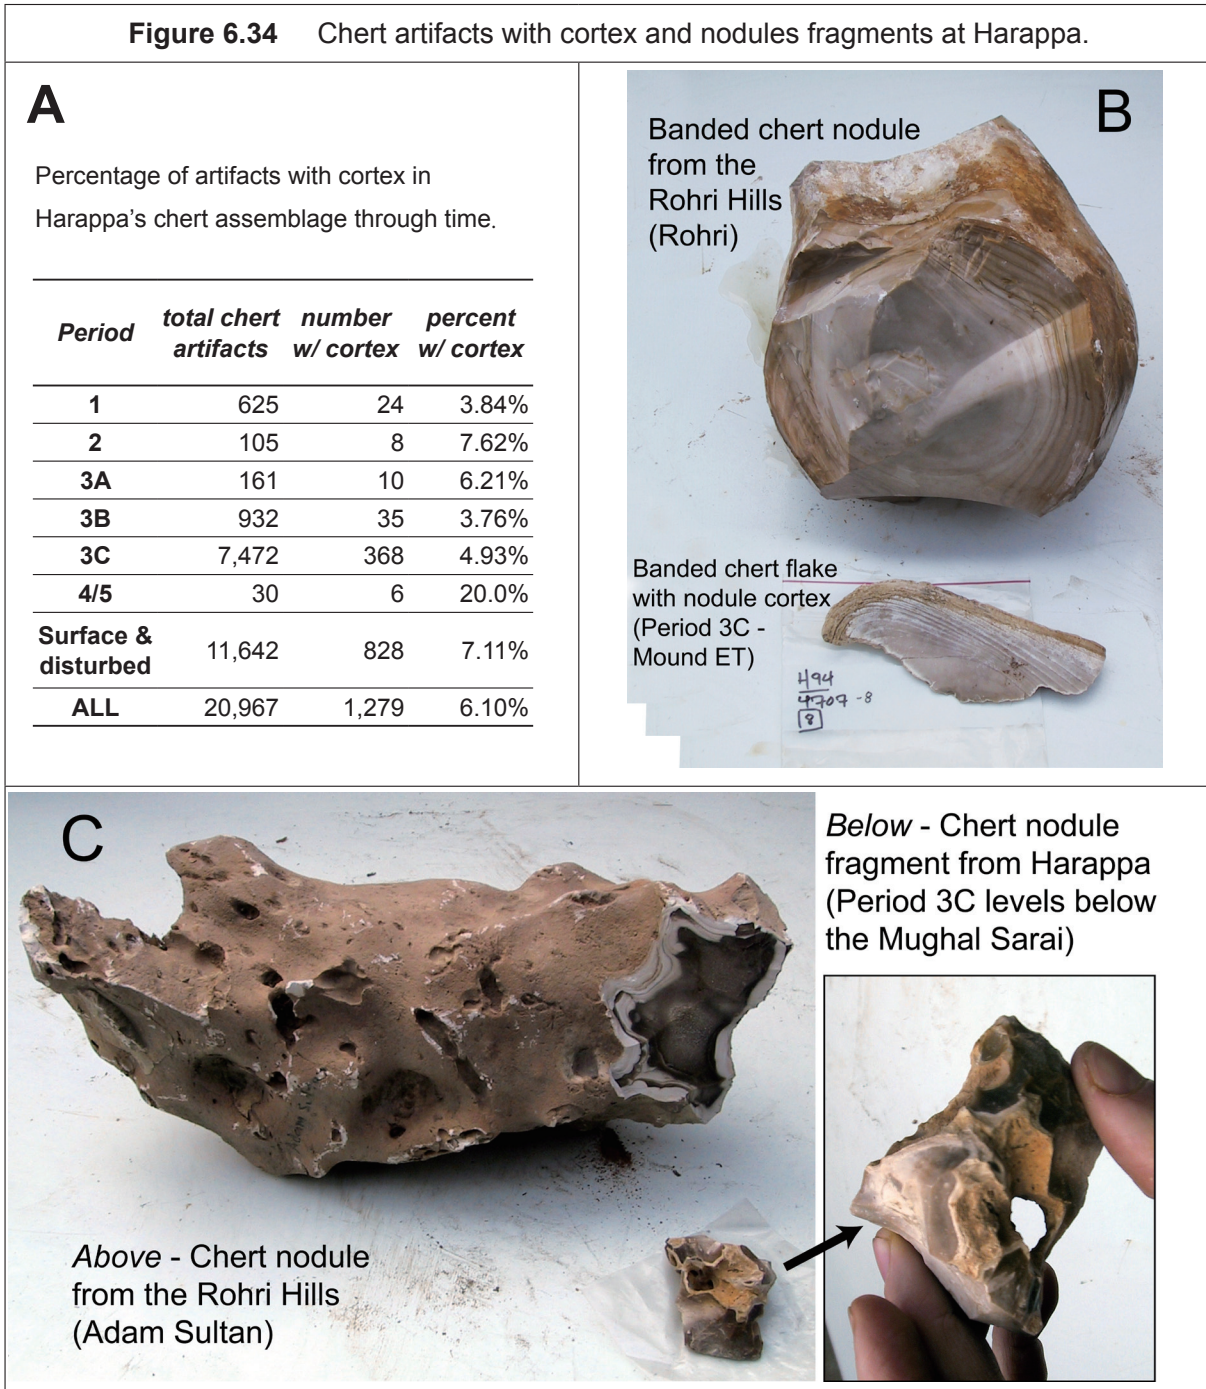 Figure 6.34 Chert artifacts with cortex and nodules fragments at Harappa.
A
Percentage of artifacts with cortex in
Harappa's chert assemblage through time.
Period total chert artifacts number w/ cortex percent w/ cortex
1 625 24 3.84%
2 105 8 7.62%
3A 161 10 6.21%
3B 932 35 3.76%
3C 7,472 368 4.93%
4/5 30 6 20.0%
Surface & disturbed 11,642 828 7.11%
ALL 20,967 1,279 6.10%
B
Banded chert nodule
from the
Rohri Hills
(Rohri)
Banded chert flake
with nodule cortex
(Period 3C -
Mound ET)
H94
4707-8
8
C
Above - Chert nodule
from the Rohri Hills
(Adam Sultan)
Below - Chert nodule
fragment from Harappa
(Period 3C levels below
the Mughal Sarai)